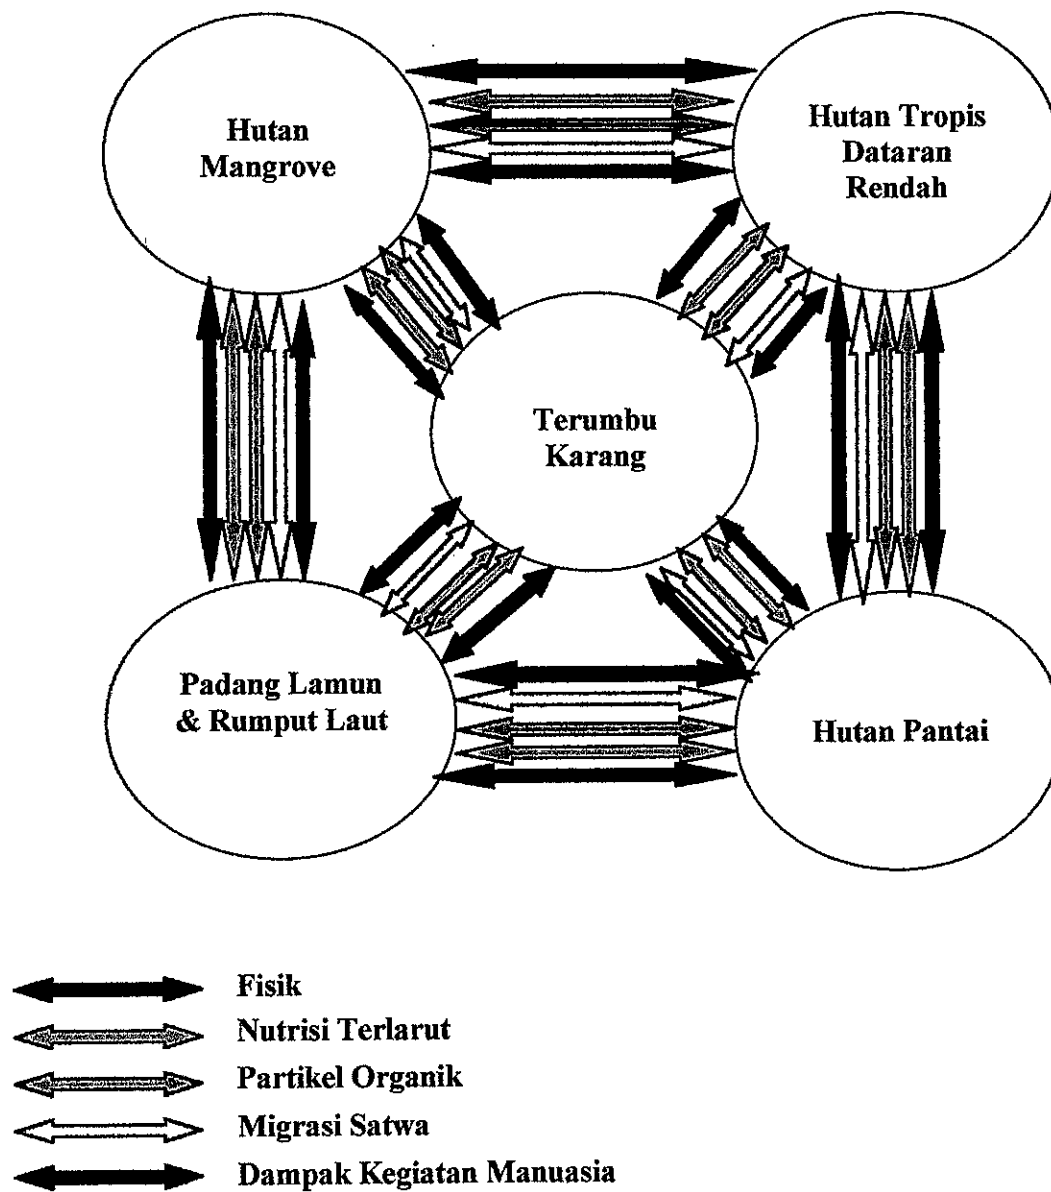 Hutan
Mangrove
Hutan Tropis
Dataran
Rendah
Terumbu
Karang
Padang Lamun
& Rumput Laut
Hutan Pantai
Fisik
Nutrisi Terlarut
Partikel Organik
Migrasi Satwa
Dampak Kegiatan Manuasia